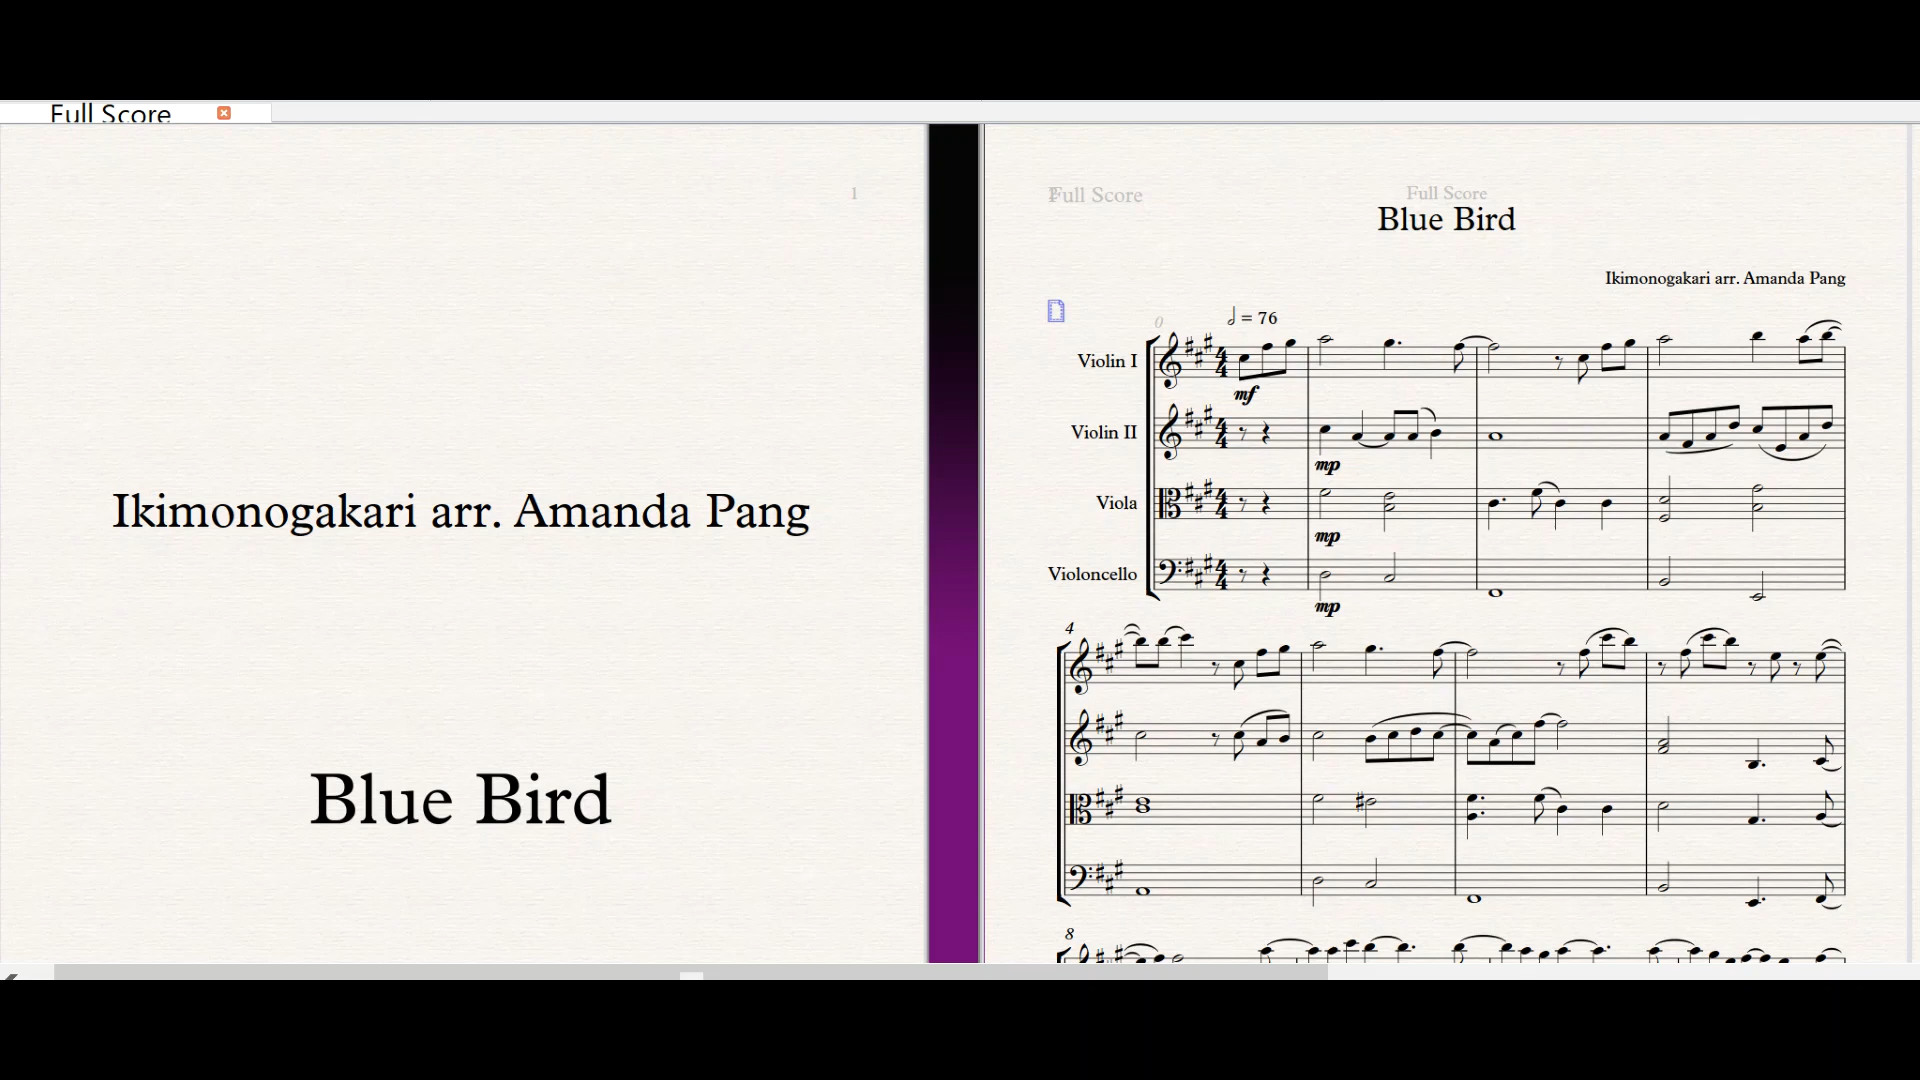 Full Score
1
Ikimonogakari arr. Amanda Pang
Blue Bird
Full Score
Full Score
Blue Bird
Ikimonogakari arr. Amanda Pang
0
= 76
Violin I
mf
Violin II
mp
Viola
mp
Violoncello
mp
4
8